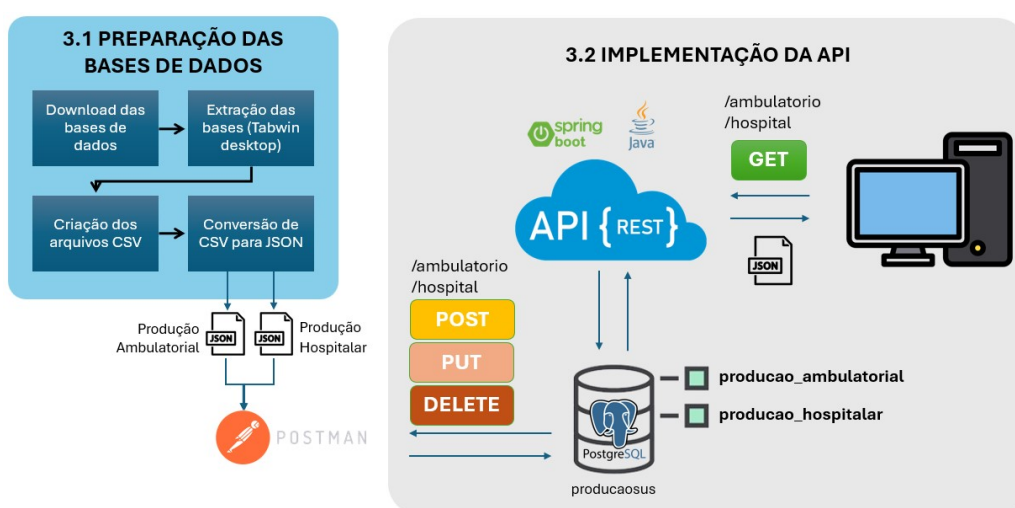 3.1 PREPARAÇÃO DAS
BASES DE DADOS
Download das
bases de
dados
Extração das
bases (Tabwin
desktop)
Criação dos
arquivos CSV
Conversão de
CSV para JSON
Produção
Ambulatorial
JSON
JSON
Produção
Hospitalar
POSTMAN
3.2 IMPLEMENTAÇÃO DA API
spring
boot
Java
API { REST }
/ambulatorio
/hospital
GET
JSON
/ambulatorio
/hospital
POST
PUT
DELETE
PostgreSQL
producaosus
producao_ambulatorial
producao_hospitalar